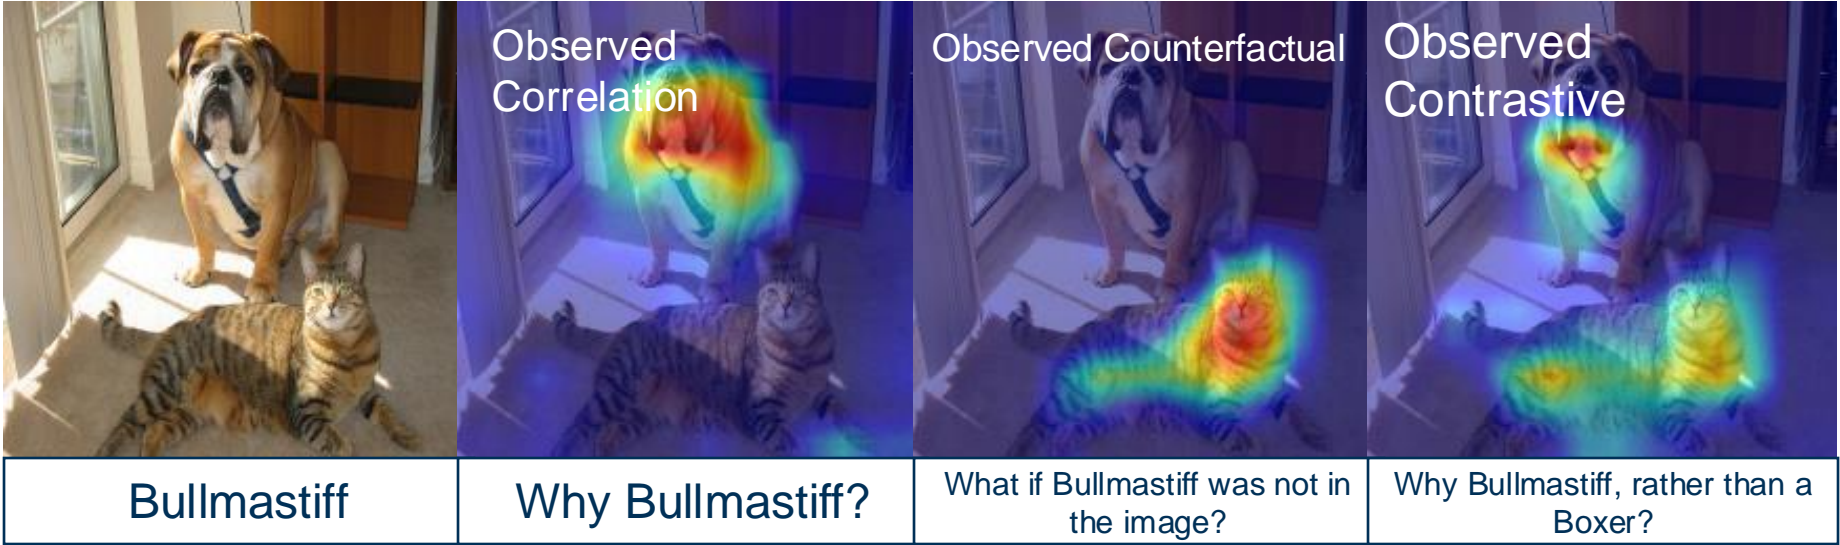 Observed
Correlation
Observed Counterfactual
Observed
Contrastive
Bullmastiff
Why Bullmastiff?
What if Bullmastiff was not in
the image?
Why Bullmastiff, rather than a
Boxer?